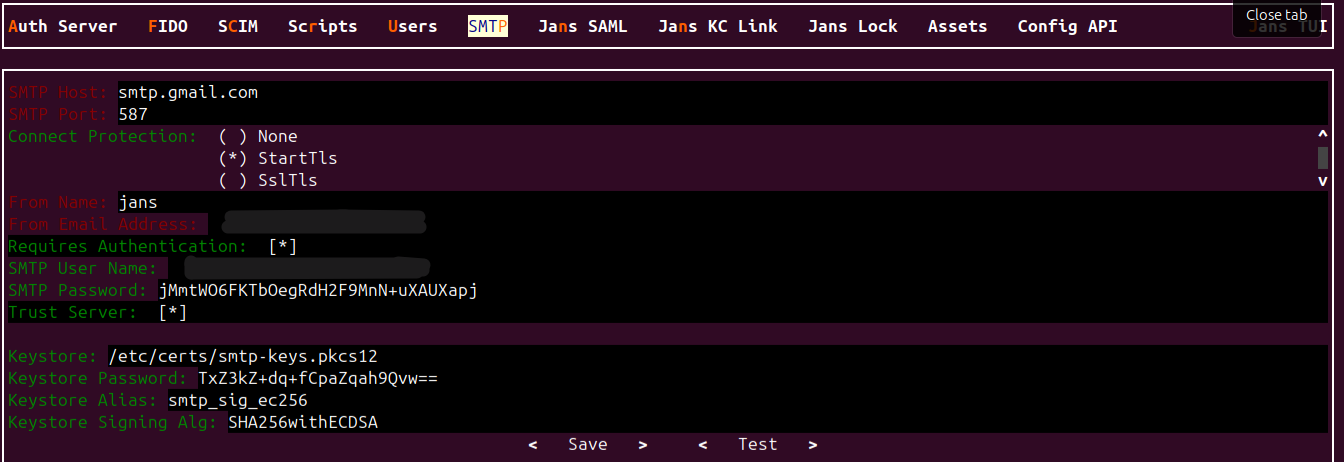 Auth Server FIDO SCIM Scripts Users SMTP Jans SAML Jans KC Link Jans Lock Assets Config API Jans TUI
Close tab
SMTP Host: smtp.gmail.com
SMTP Port: 587
Connect Protection: ( ) None ^
(*) StartTls
( ) SslTls v
From Name: jans
From Email Address:
Requires Authentication: [*]
SMTP User Name:
SMTP Password: jMmtWO6FKTbOegRdH2F9MnN+uXAUXapj
Trust Server: [*]
Keystore: /etc/certs/smtp-keys.pkcs12
Keystore Password: TxZ3kZ+dq+fCpaZqah9Qvw==
Keystore Alias: smtp_sig_ec256
Keystore Signing Alg: SHA256withECDSA
< Save > < Test >